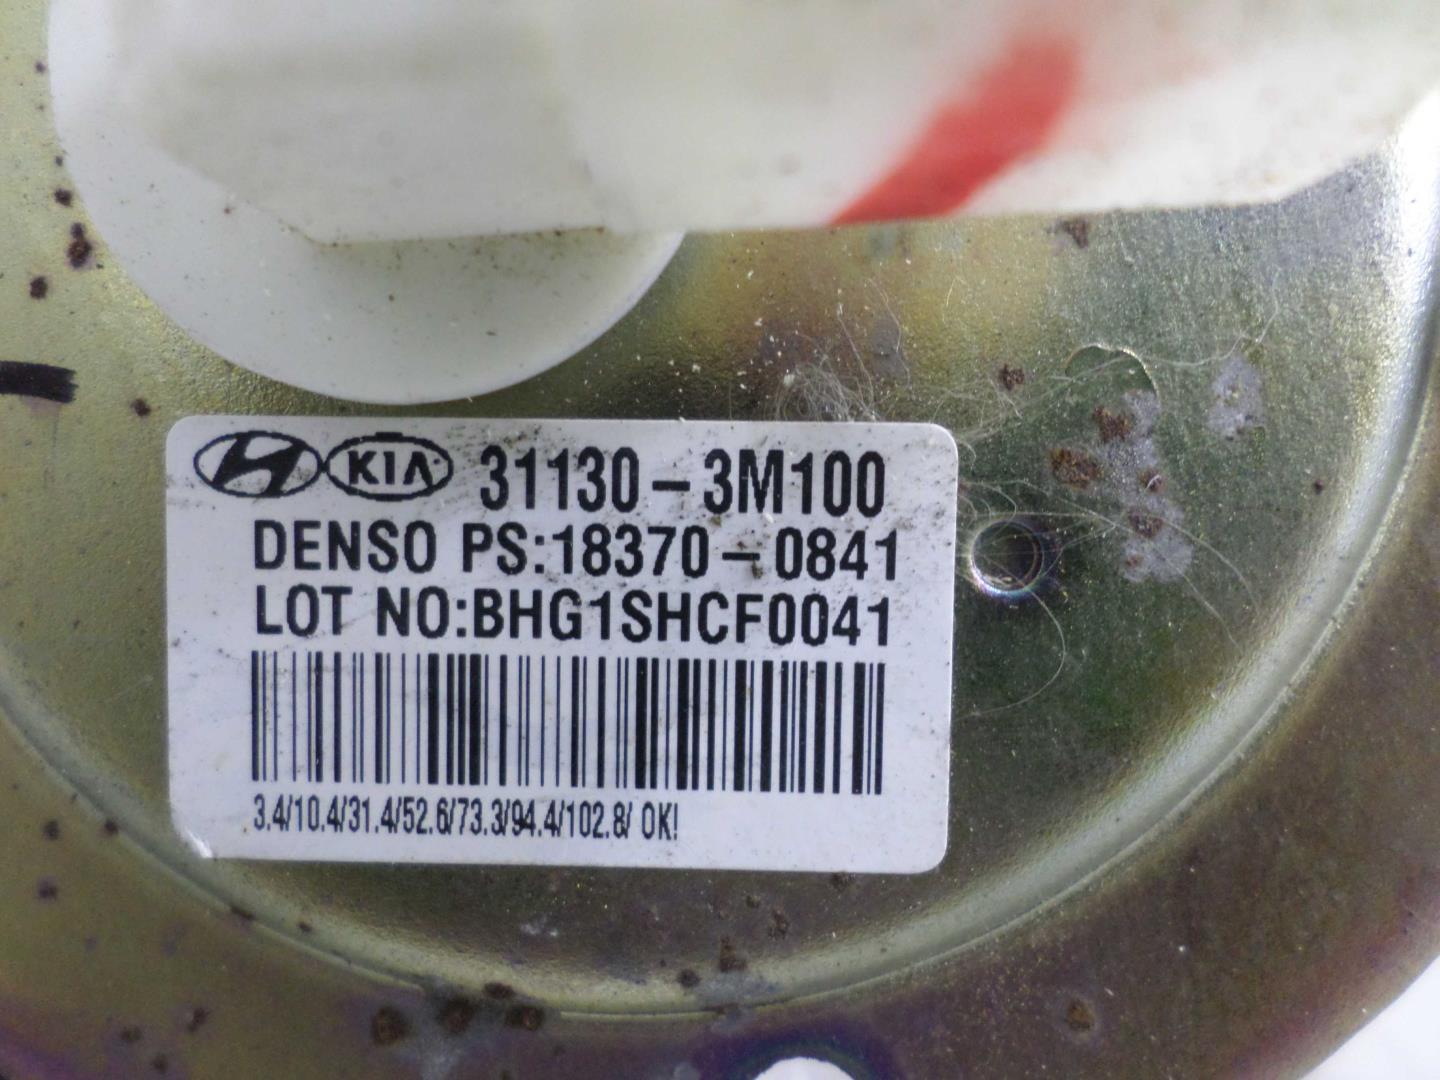 KIA 31130-3M100
DENSO PS:18370-0841
LOT NO:BHG1SHCF0041
3.4/10.4/31.4/52.6/73.3/94.4/102.8/ OK!